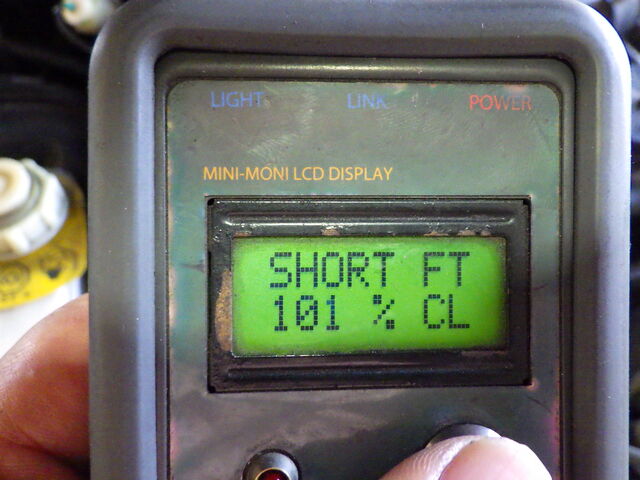 LIGHT LINK POWER
MINI-MONI LCD DISPLAY
SHORT FT
101 % CL